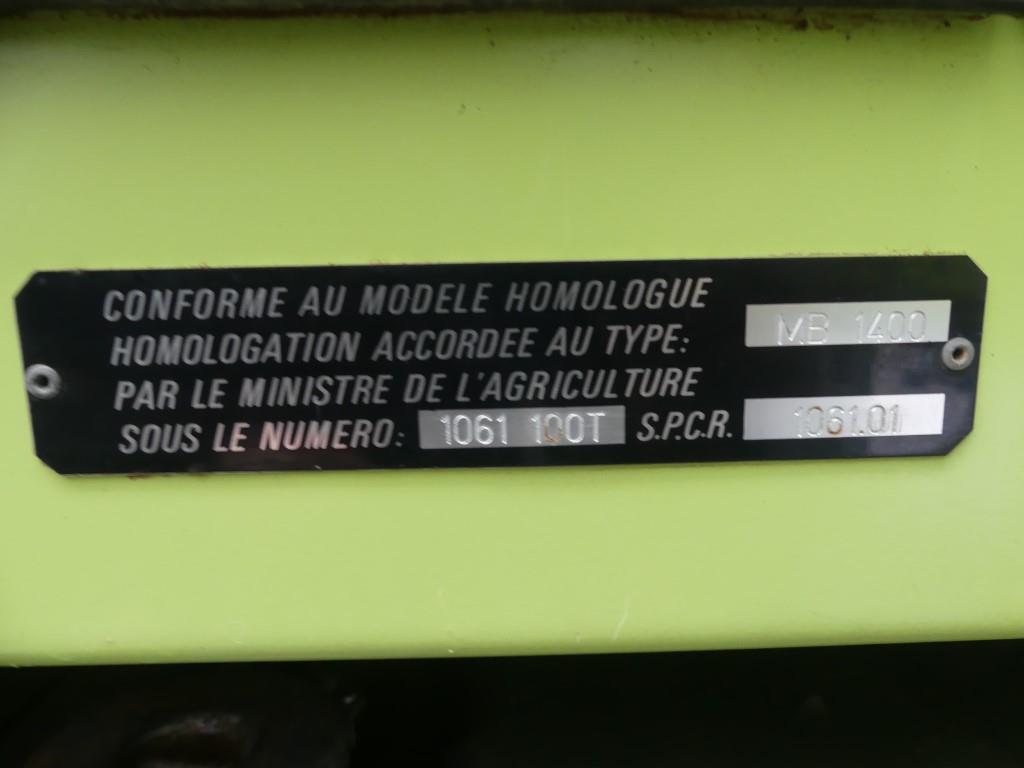 CONFORME AU MODELE HOMOLOGUE
HOMOLOGATION ACCORDEE AU TYPE: MB 1400
PAR LE MINISTRE DE L'AGRICULTURE
SOUS LE NUMERO: 1061 100T S.P.C.R. 1061.01